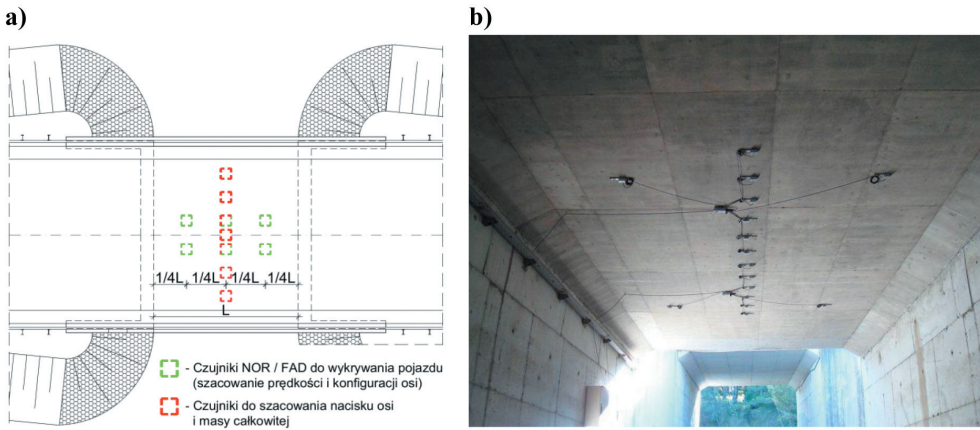 a)
b)
1/4L 1/4L 1/4L 1/4L
L
- Czujniki NOR / FAD do wykrywania pojazdu
(szacowanie prędkości i konfiguracji osi)
- Czujniki do szacowania nacisku osi
i masy całkowitej